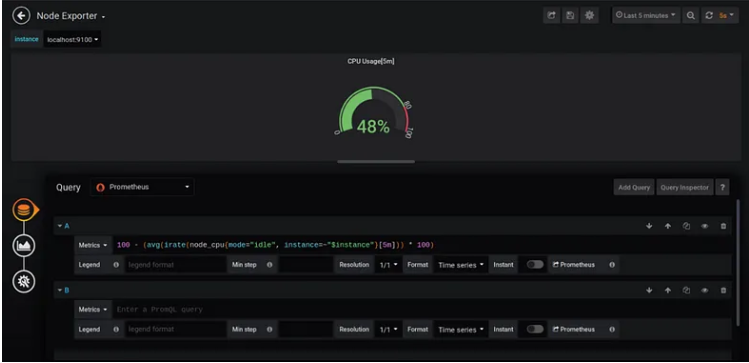 Node Exporter
Last 5 minutes
5s
instance
localhost:9100
CPU Usage[5m]
0
80
100
48%
Query
Prometheus
Add Query
Query Inspector
?
A
Metrics
100 - (avg(irate(node_cpu{mode="idle", instance=~"$instance"}[5m])) * 100)
Legend
legend format
Min step
Resolution
1/1
Format
Time series
Instant
Prometheus
B
Metrics
Enter a PromQL query
Legend
legend format
Min step
Resolution
1/1
Format
Time series
Instant
Prometheus